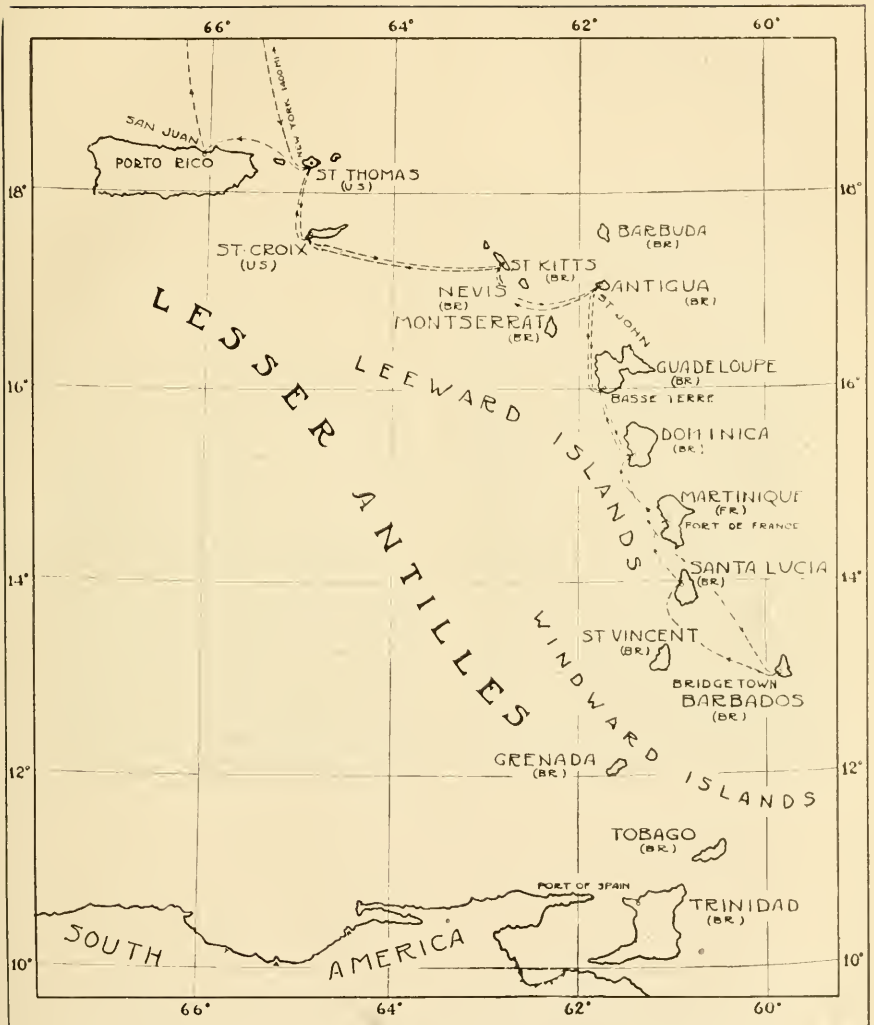 66°
64°
62°
60°
NEW YORK 1400 MI
SAN JUAN
PORTO RICO
ST THOMAS
(US)
18°
18°
BARBUDA
(BR)
ST·CROIX
(US)
ST KITTS
(BR)
NEVIS
(BR)
ANTIGUA
(BR)
ST JOHN
MONTSERRAT
(BR)
LESSER ANTILLES
LEEWARD ISLANDS
GUADELOUPE
(BR)
16°
16°
BASSE TERRE
DOMINICA
(BR)
MARTINIQUE
(FR)
FORT DE FRANCE
SANTA LUCIA
(BR)
14°
14°
WINDWARD ISLANDS
ST VINCENT
(BR)
BRIDGETOWN
BARBADOS
(BR)
GRENADA
(BR)
12°
12°
TOBAGO
(BR)
PORT OF SPAIN
TRINIDAD
(BR)
SOUTH AMERICA
10°
10°
66°
64°
62°
60°